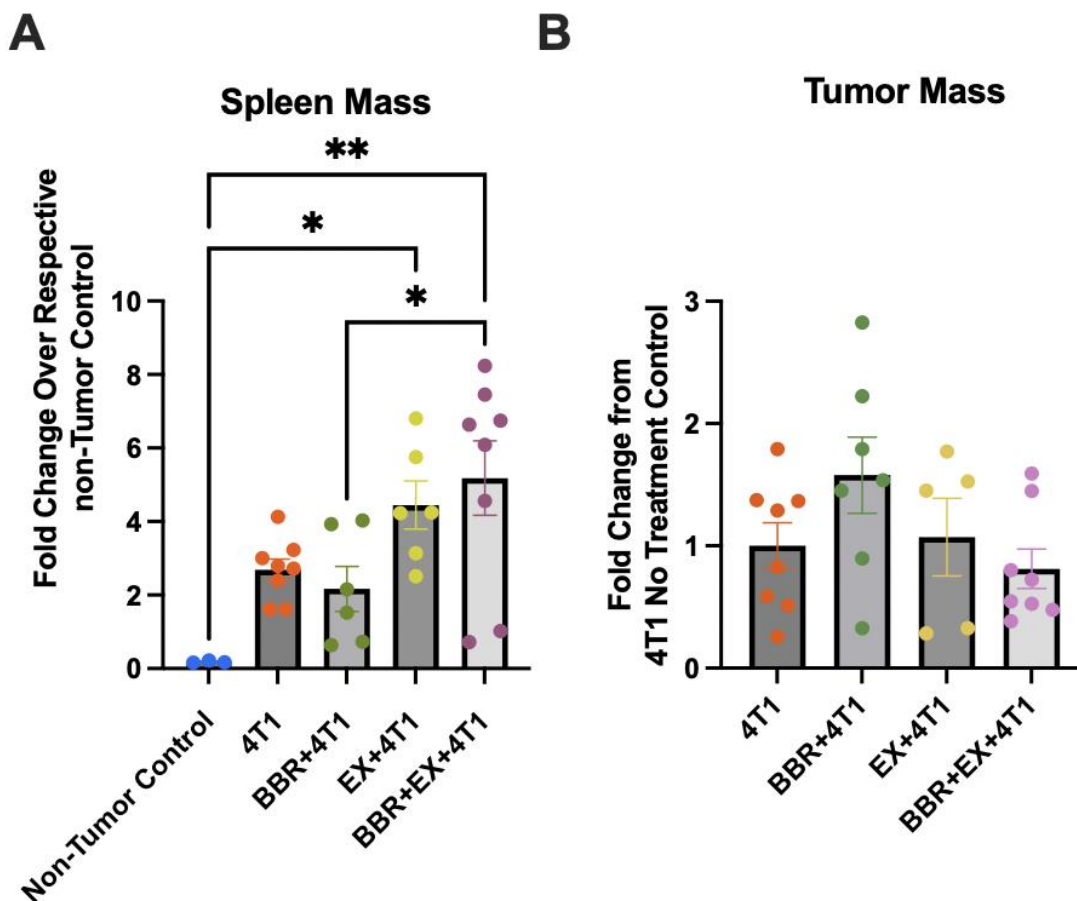 A
Spleen Mass
**
*
*
Fold Change Over Respective
non-Tumor Control
10
8
6
4
2
0
Non-Tumor Control
4T1
BBR+4T1
EX+4T1
BBR+EX+4T1
B
Tumor Mass
Fold Change from
4T1 No Treatment Control
3
2
1
0
4T1
BBR+4T1
EX+4T1
BBR+EX+4T1